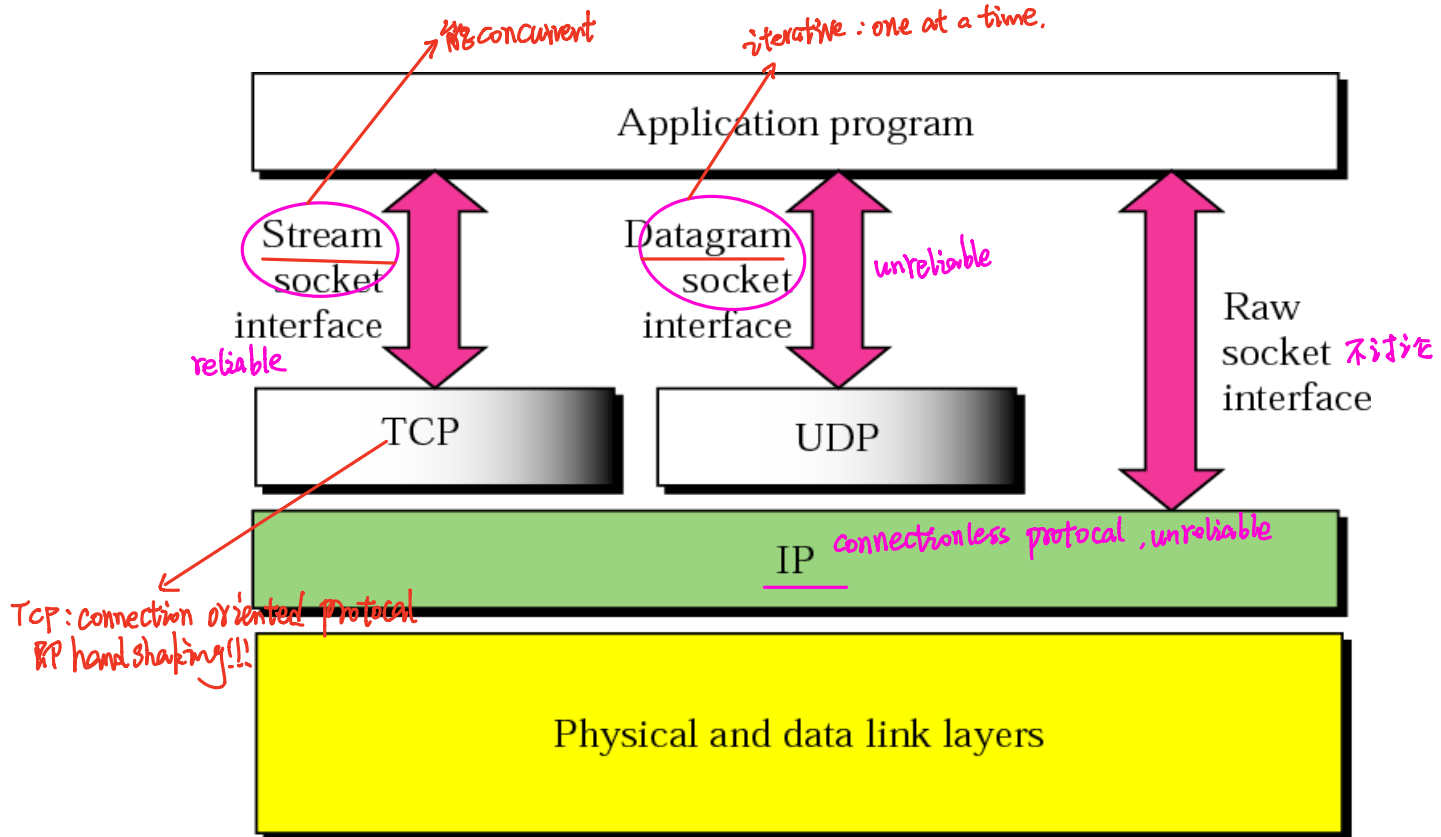 能concurrent
iterative : one at a time.
Application program
Stream
socket
interface
reliable
Datagram
socket
interface
unreliable
Raw
socket 不讨论
interface
TCP
UDP
IP connectionless protocal , unreliable
TCP : connection oriented protocal
即 handshaking!!!
Physical and data link layers